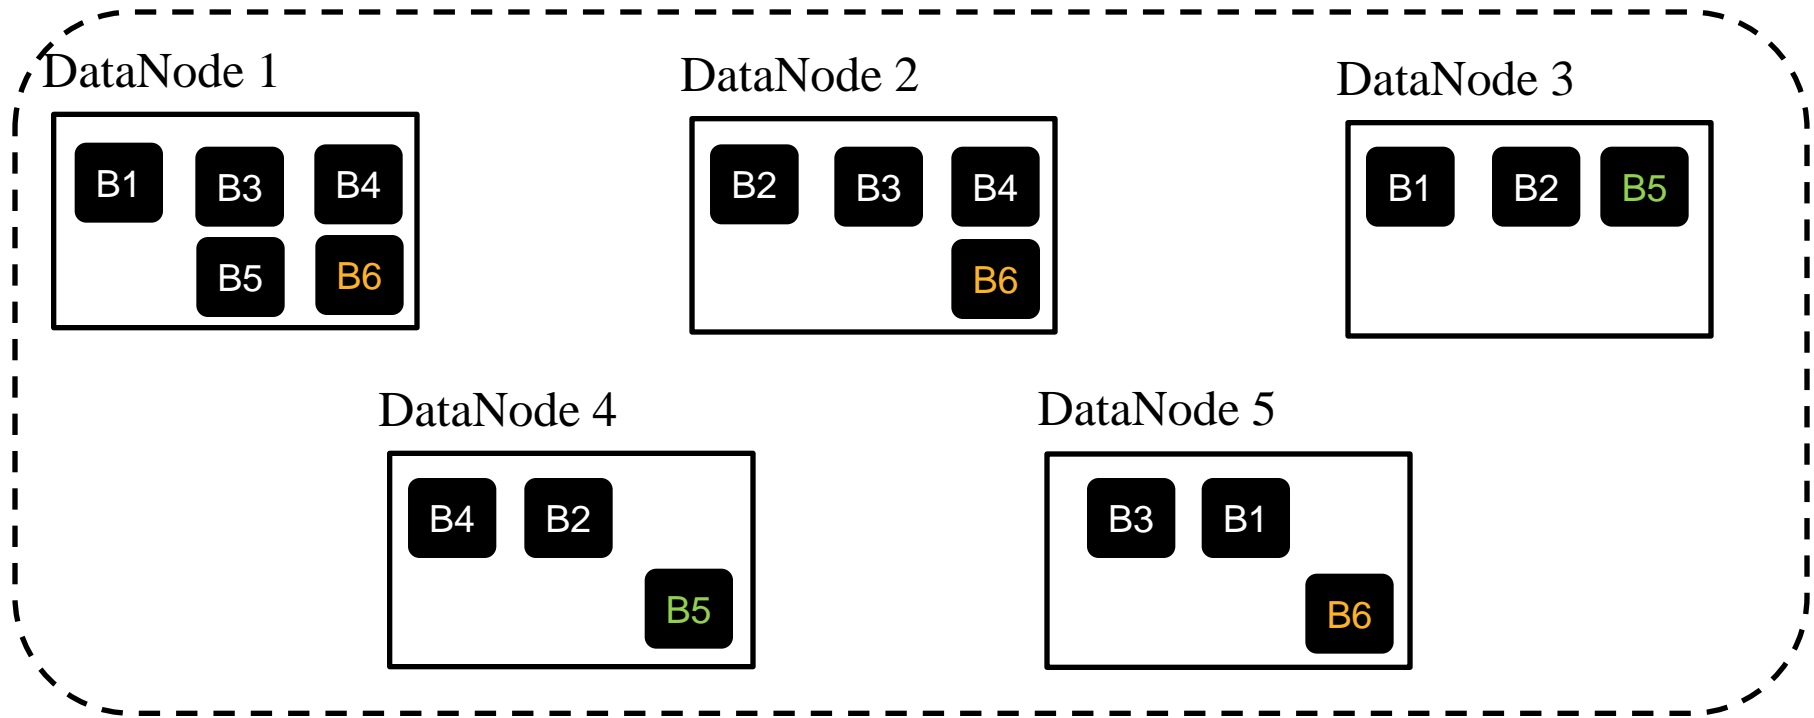 DataNode 1
B1 B3 B4
B5 B6
DataNode 2
B2 B3 B4
B6
DataNode 3
B1 B2 B5
DataNode 4
B4 B2
B5
DataNode 5
B3 B1
B6